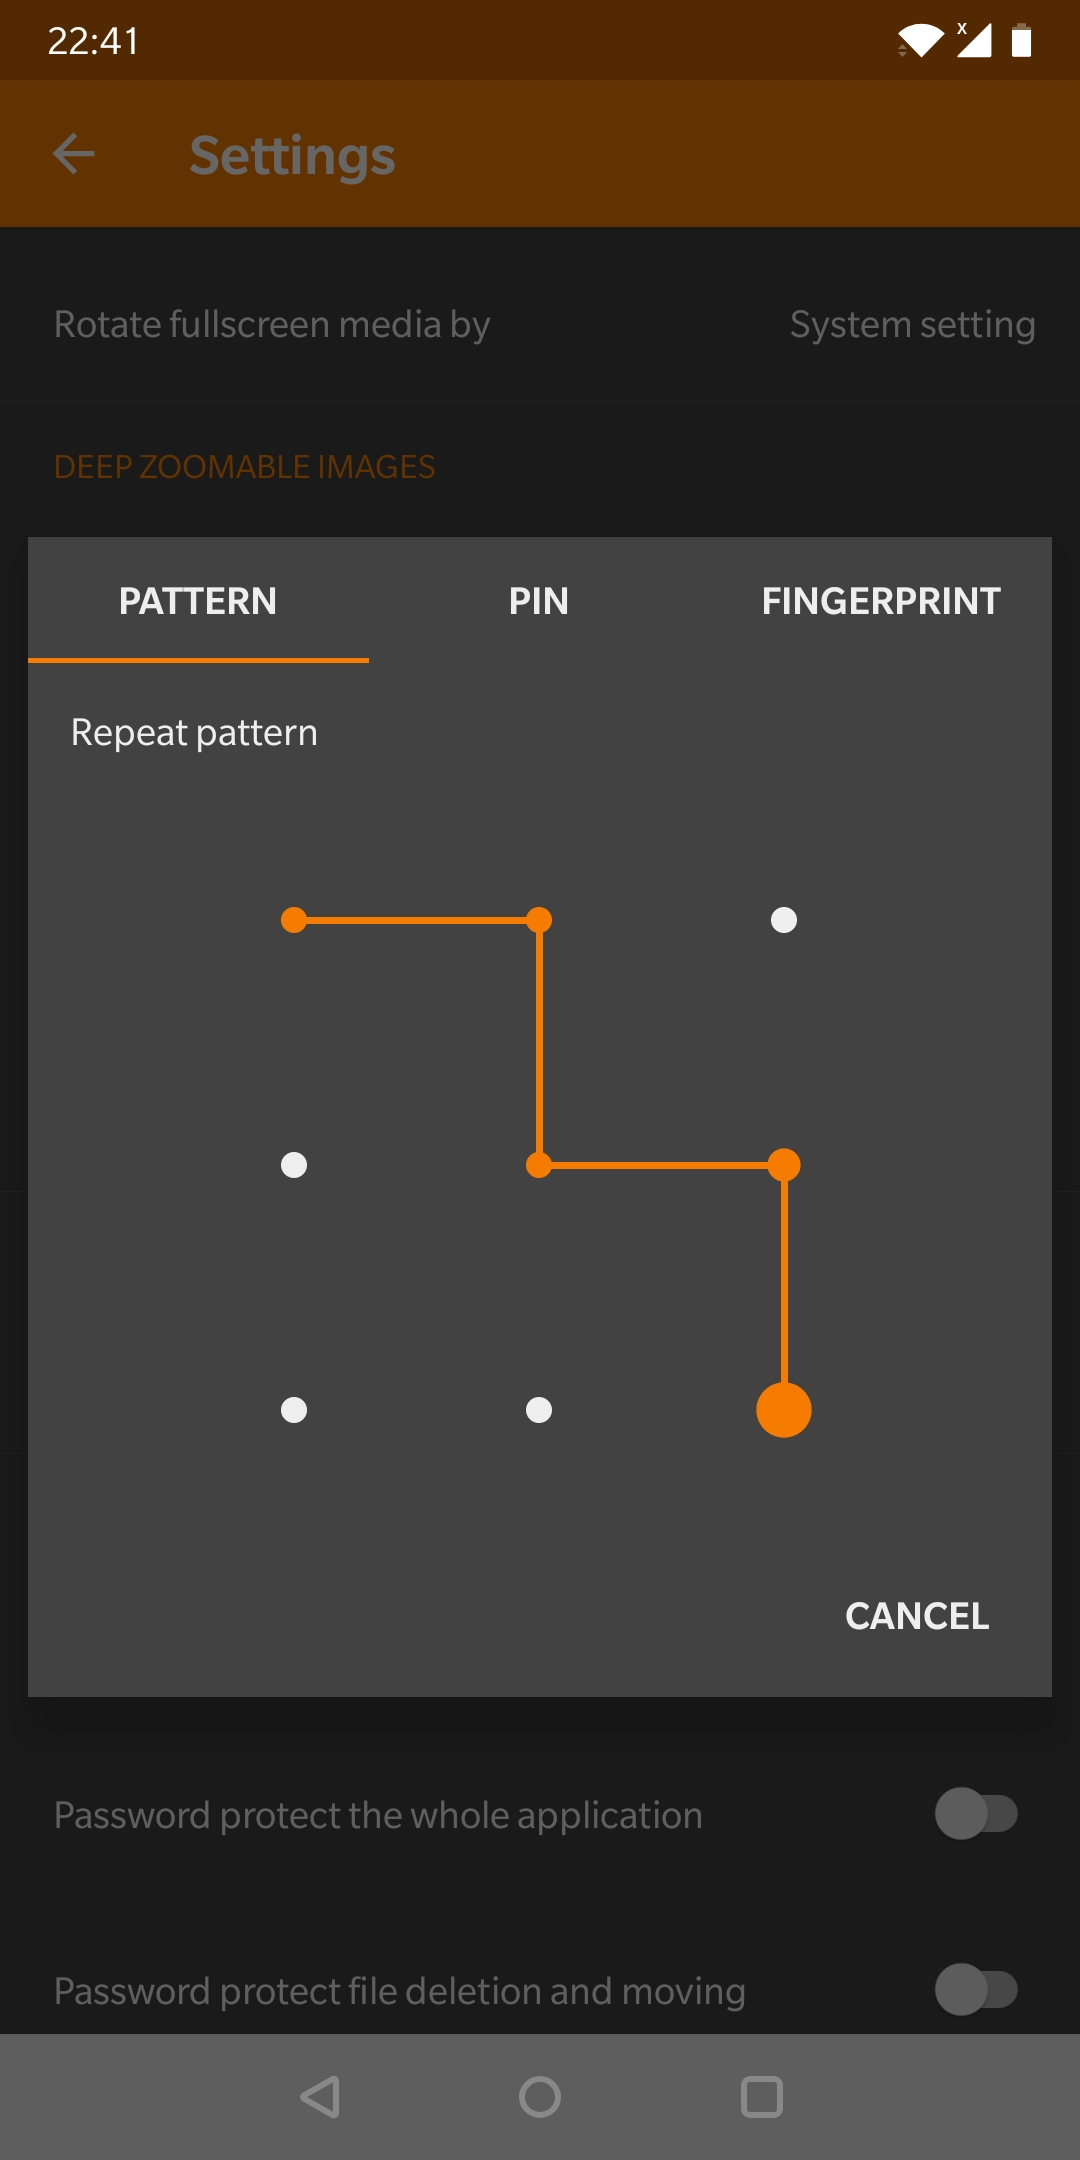 22:41
x
Settings
Rotate fullscreen media by System setting
DEEP ZOOMABLE IMAGES
PATTERN PIN FINGERPRINT
Repeat pattern
CANCEL
Password protect the whole application
Password protect file deletion and moving